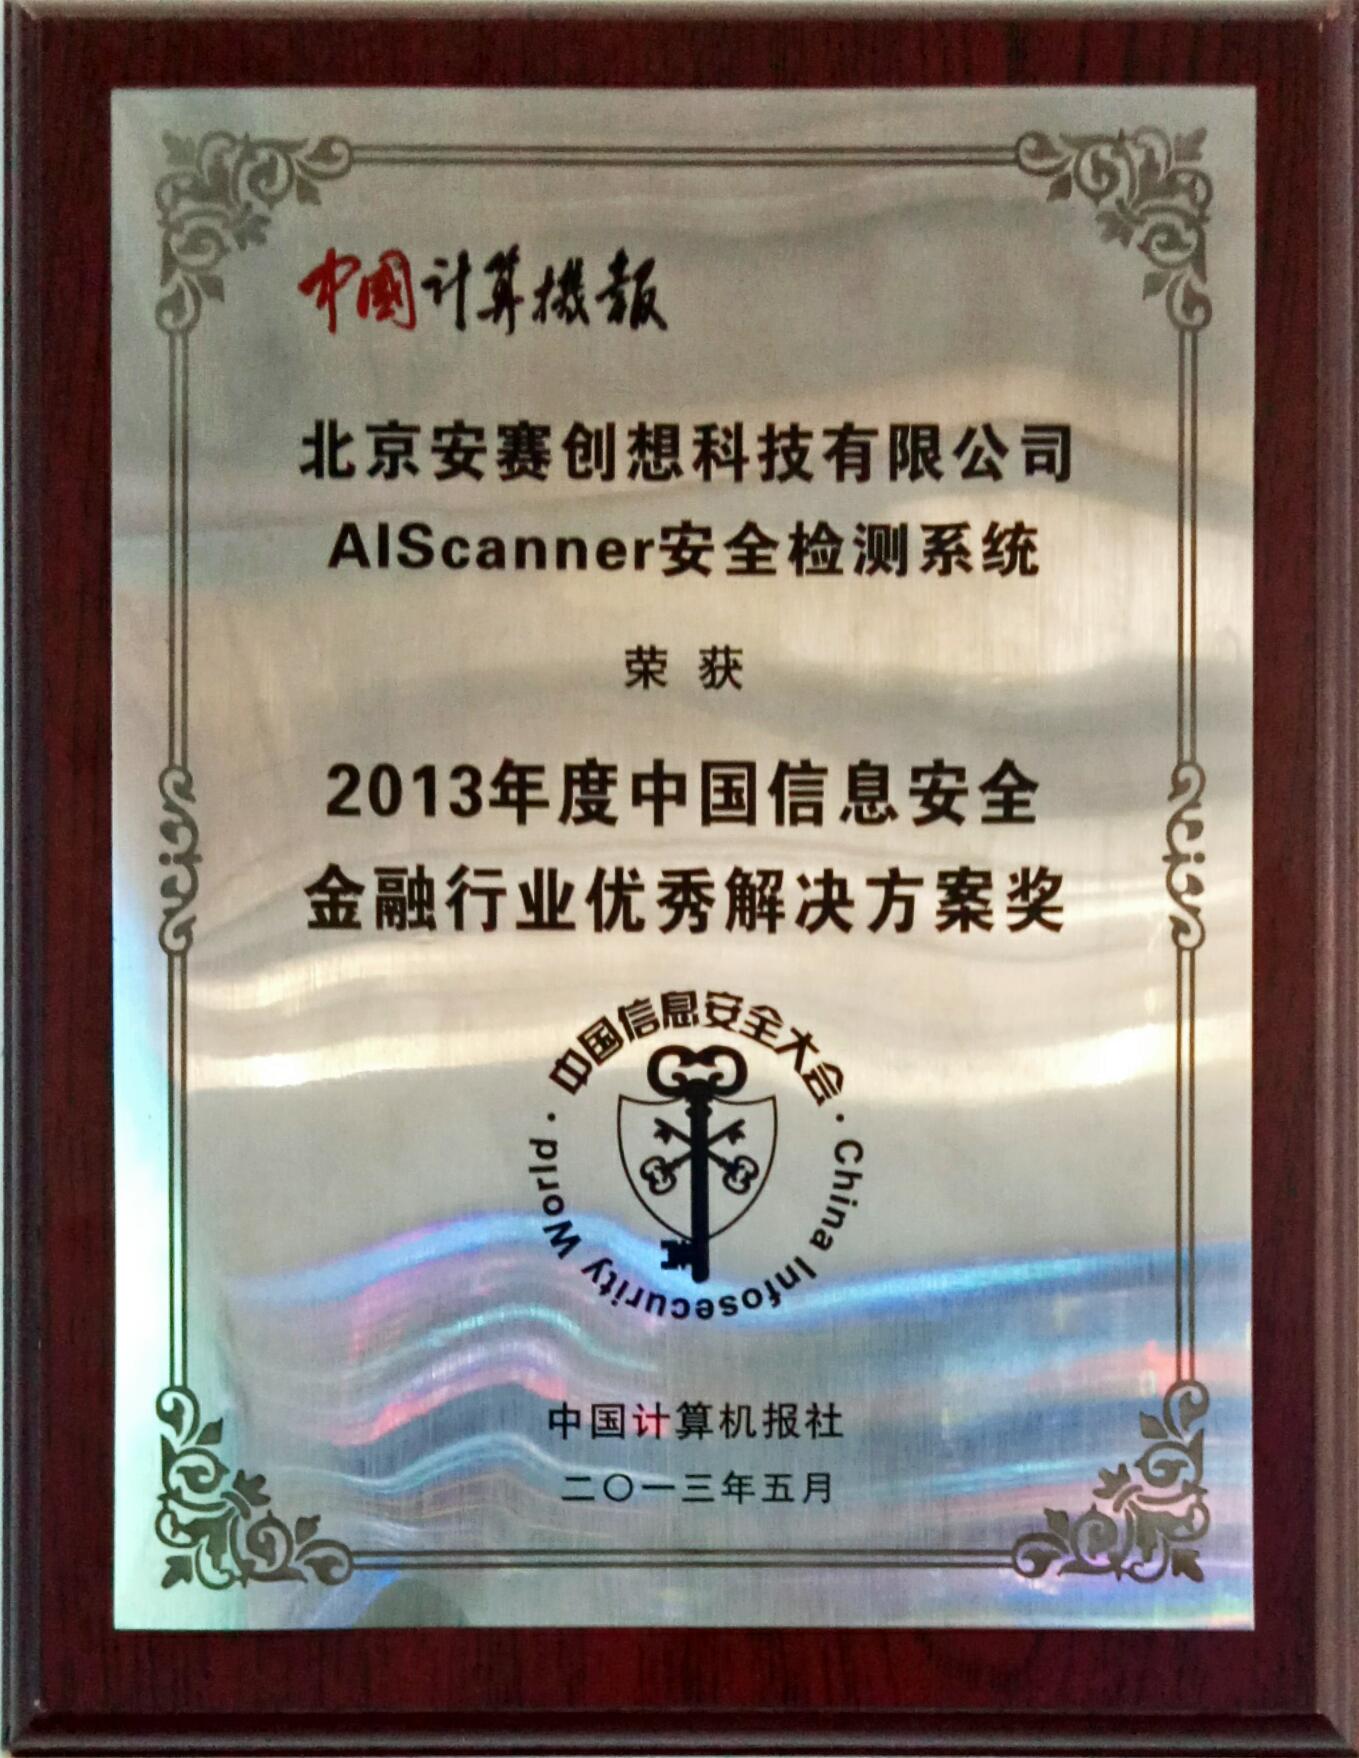 中國计算機報
北京安赛创想科技有限公司
AIScanner安全检测系统
荣 获
2013年度中国信息安全
金融行业优秀解决方案奖
·中国信息安全大会·
China Infosecurity World
中国计算机报社
二〇一三年五月